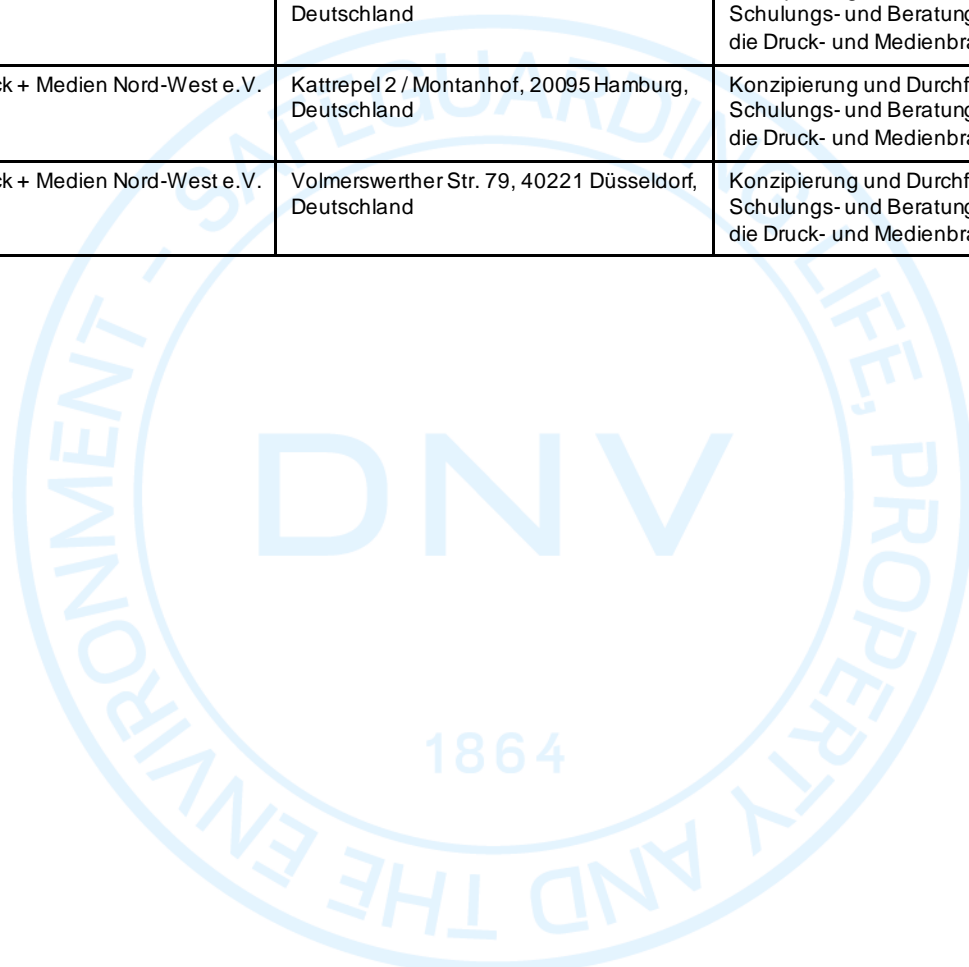 Deutschland
Schulungs- und Beratung
die Druck- und Medienbra
k + Medien Nord-West e.V.
Kattrepel 2 / Montanhof, 20095 Hamburg,
Deutschland
Konzipierung und Durchf
Schulungs- und Beratung
die Druck- und Medienbra
k + Medien Nord-West e.V.
Volmerswerther Str. 79, 40221 Düsseldorf,
Deutschland
Konzipierung und Durchf
Schulungs- und Beratung
die Druck- und Medienbra
SAFEGUARDING LIFE, PROPERTY AND THE ENVIRONMENT -
DNV
1864